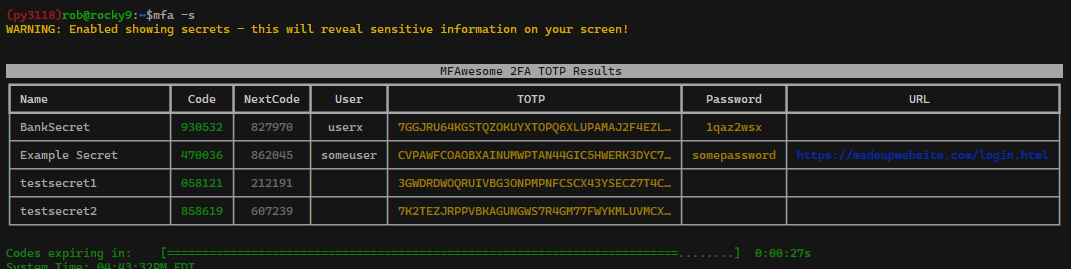 (py3118)rob@rocky9:~$mfa -s
WARNING: Enabled showing secrets - this will reveal sensitive information on your screen!
MFAwesome 2FA TOTP Results
Name Code NextCode User TOTP Password URL
BankSecret 930532 827970 userx 7GGJRU64KGSTQZOKUYXTOPQ6XLUPAMAJ2F4EZL… 1qaz2wsx
Example Secret 470036 862045 someuser CVPAWFCOAOBXAINUMWPTAN44GIC5HWERK3DYC7… somepassword https://madeupwebsite.com/login.html
testsecret1 058121 212191 3GWDRDWOQRUIVBG3ONPMPNFCSCX43YSECZ7T4C…
testsecret2 858619 607239 7K2TEZJRPPVBKAGUNGWS7R4GM77FWYKMLUVMCX…
Codes expiring in: [==========================================================================........] 0:00:27s
System Time: 04:43:32PM EDT